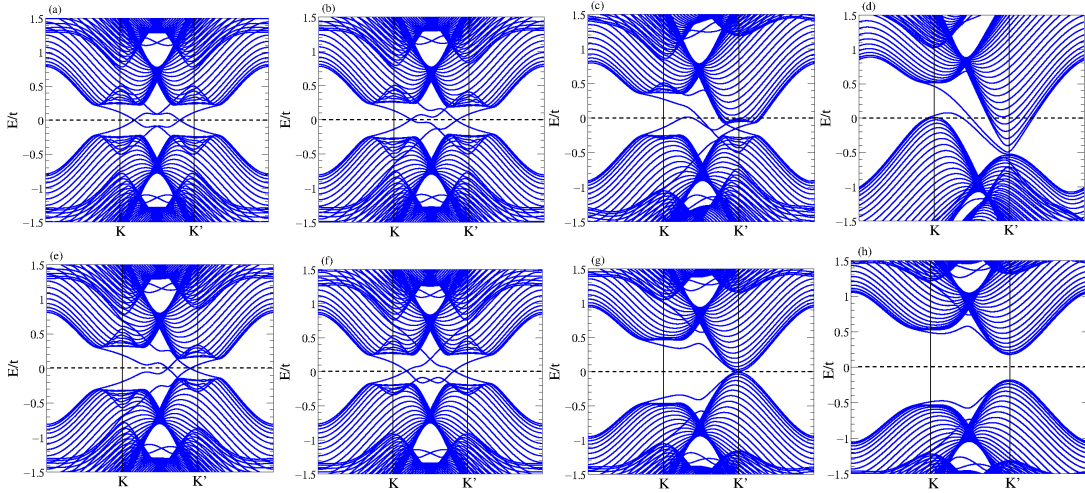 (a) (b) (c) (d)
1.5 1.5 1.5 1.5
1 1 1 1
0.5 0.5 0.5 0.5
E/t 0 E/t 0 E/t 0 E/t 0
−0.5 −0.5 −0.5 −0.5
−1 −1 −1 −1
−1.5 −1.5 −1.5 −1.5
K K' K K' K K' K K'
(e) (f) (g) (h)
1.5 1.5 1.5 1.5
1 1 1 1
0.5 0.5 0.5 0.5
E/t 0 E/t 0 E/t 0 E/t 0
−0.5 −0.5 −0.5 −0.5
−1 −1 −1 −1
−1.5 −1.5 −1.5 −1.5
K K' K K' K K' K K'